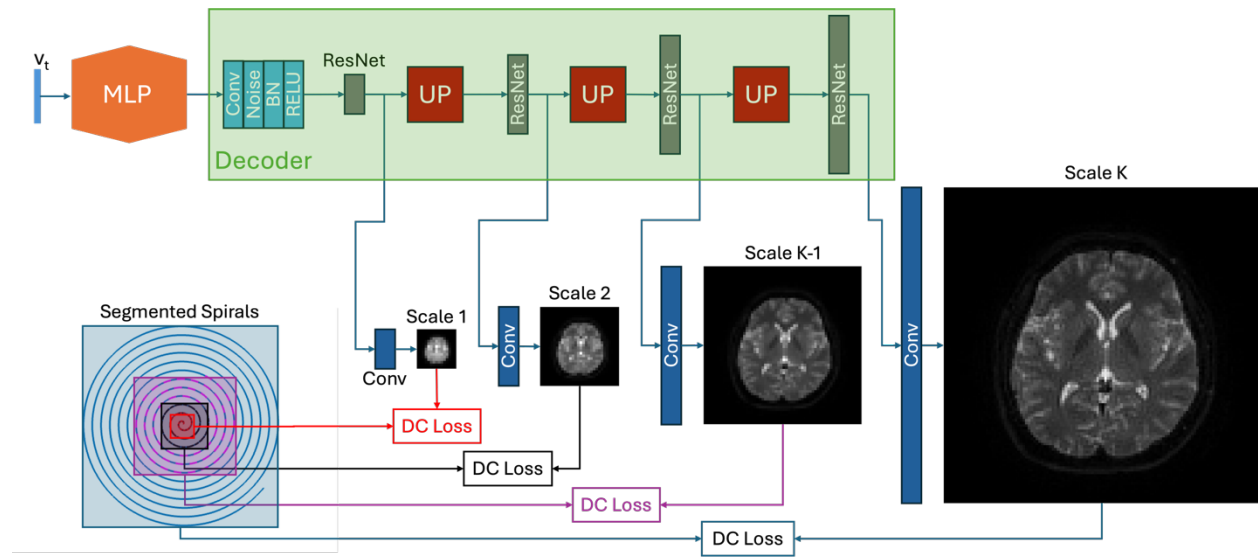 v_t
MLP
Conv
Noise
BN
RELU
ResNet
UP
ResNet
UP
ResNet
UP
ResNet
Decoder
Scale K
Scale K-1
Scale 2
Scale 1
Segmented Spirals
Conv
Conv
Conv
Conv
DC Loss
DC Loss
DC Loss
DC Loss